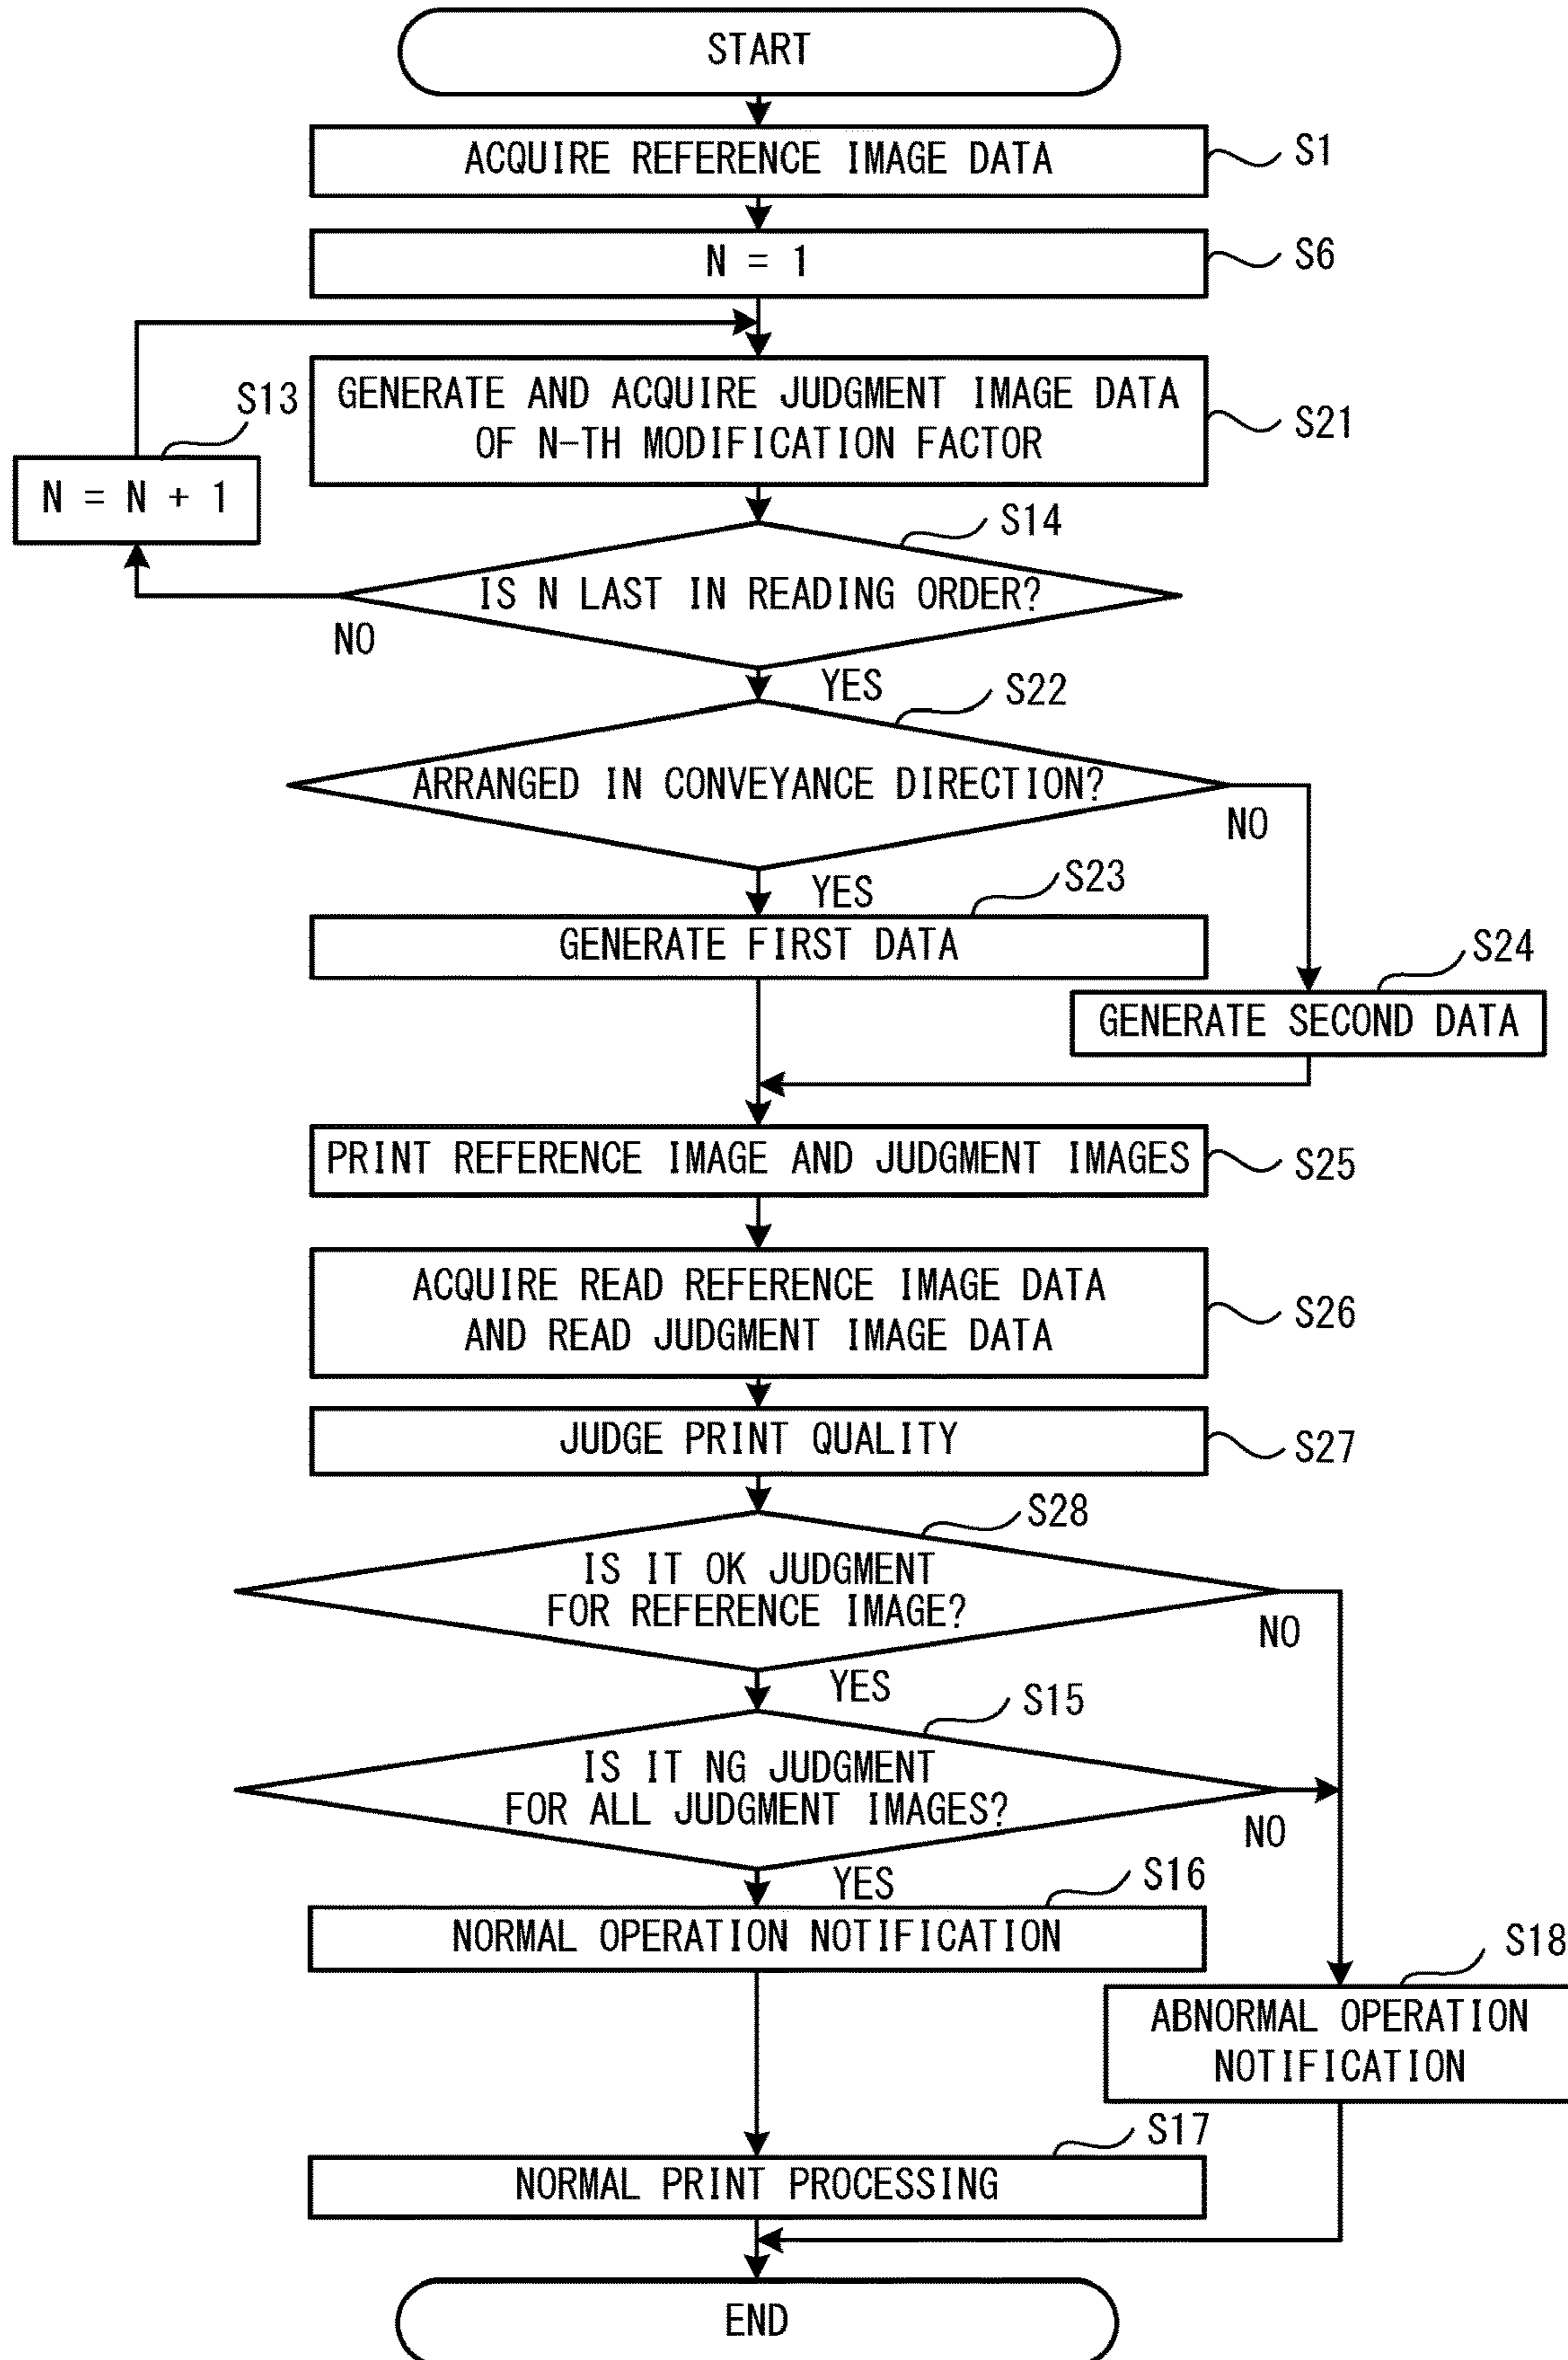 START
ACQUIRE REFERENCE IMAGE DATA
S1
N = 1
S6
S13
GENERATE AND ACQUIRE JUDGMENT IMAGE DATA
OF N-TH MODIFICATION FACTOR
S21
N = N + 1
S14
IS N LAST IN READING ORDER?
NO
YES
S22
ARRANGED IN CONVEYANCE DIRECTION?
NO
YES
S23
GENERATE FIRST DATA
S24
GENERATE SECOND DATA
PRINT REFERENCE IMAGE AND JUDGMENT IMAGES
S25
ACQUIRE READ REFERENCE IMAGE DATA
AND READ JUDGMENT IMAGE DATA
S26
JUDGE PRINT QUALITY
S27
S28
IS IT OK JUDGMENT
FOR REFERENCE IMAGE?
NO
YES
S15
IS IT NG JUDGMENT
FOR ALL JUDGMENT IMAGES?
NO
YES
S16
NORMAL OPERATION NOTIFICATION
S18
ABNORMAL OPERATION
NOTIFICATION
S17
NORMAL PRINT PROCESSING
END